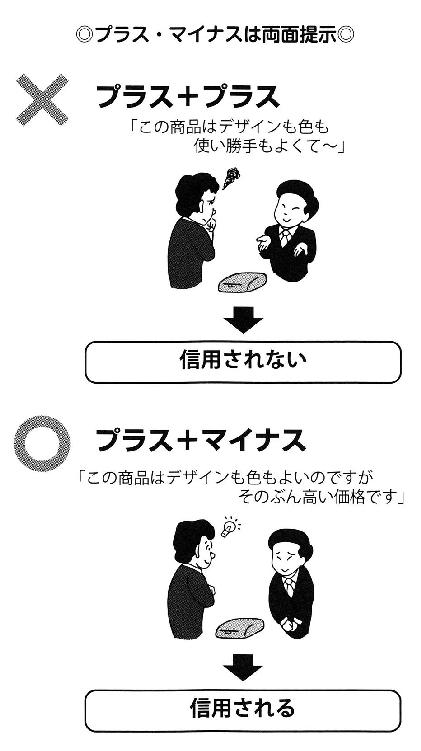 ◎プラス・マイナスは両面提示◎
プラス＋プラス
「この商品はデザインも色も
使い勝手もよくて～」
信用されない
プラス＋マイナス
「この商品はデザインも色もよいのですが
そのぶん高い価格です」
信用される